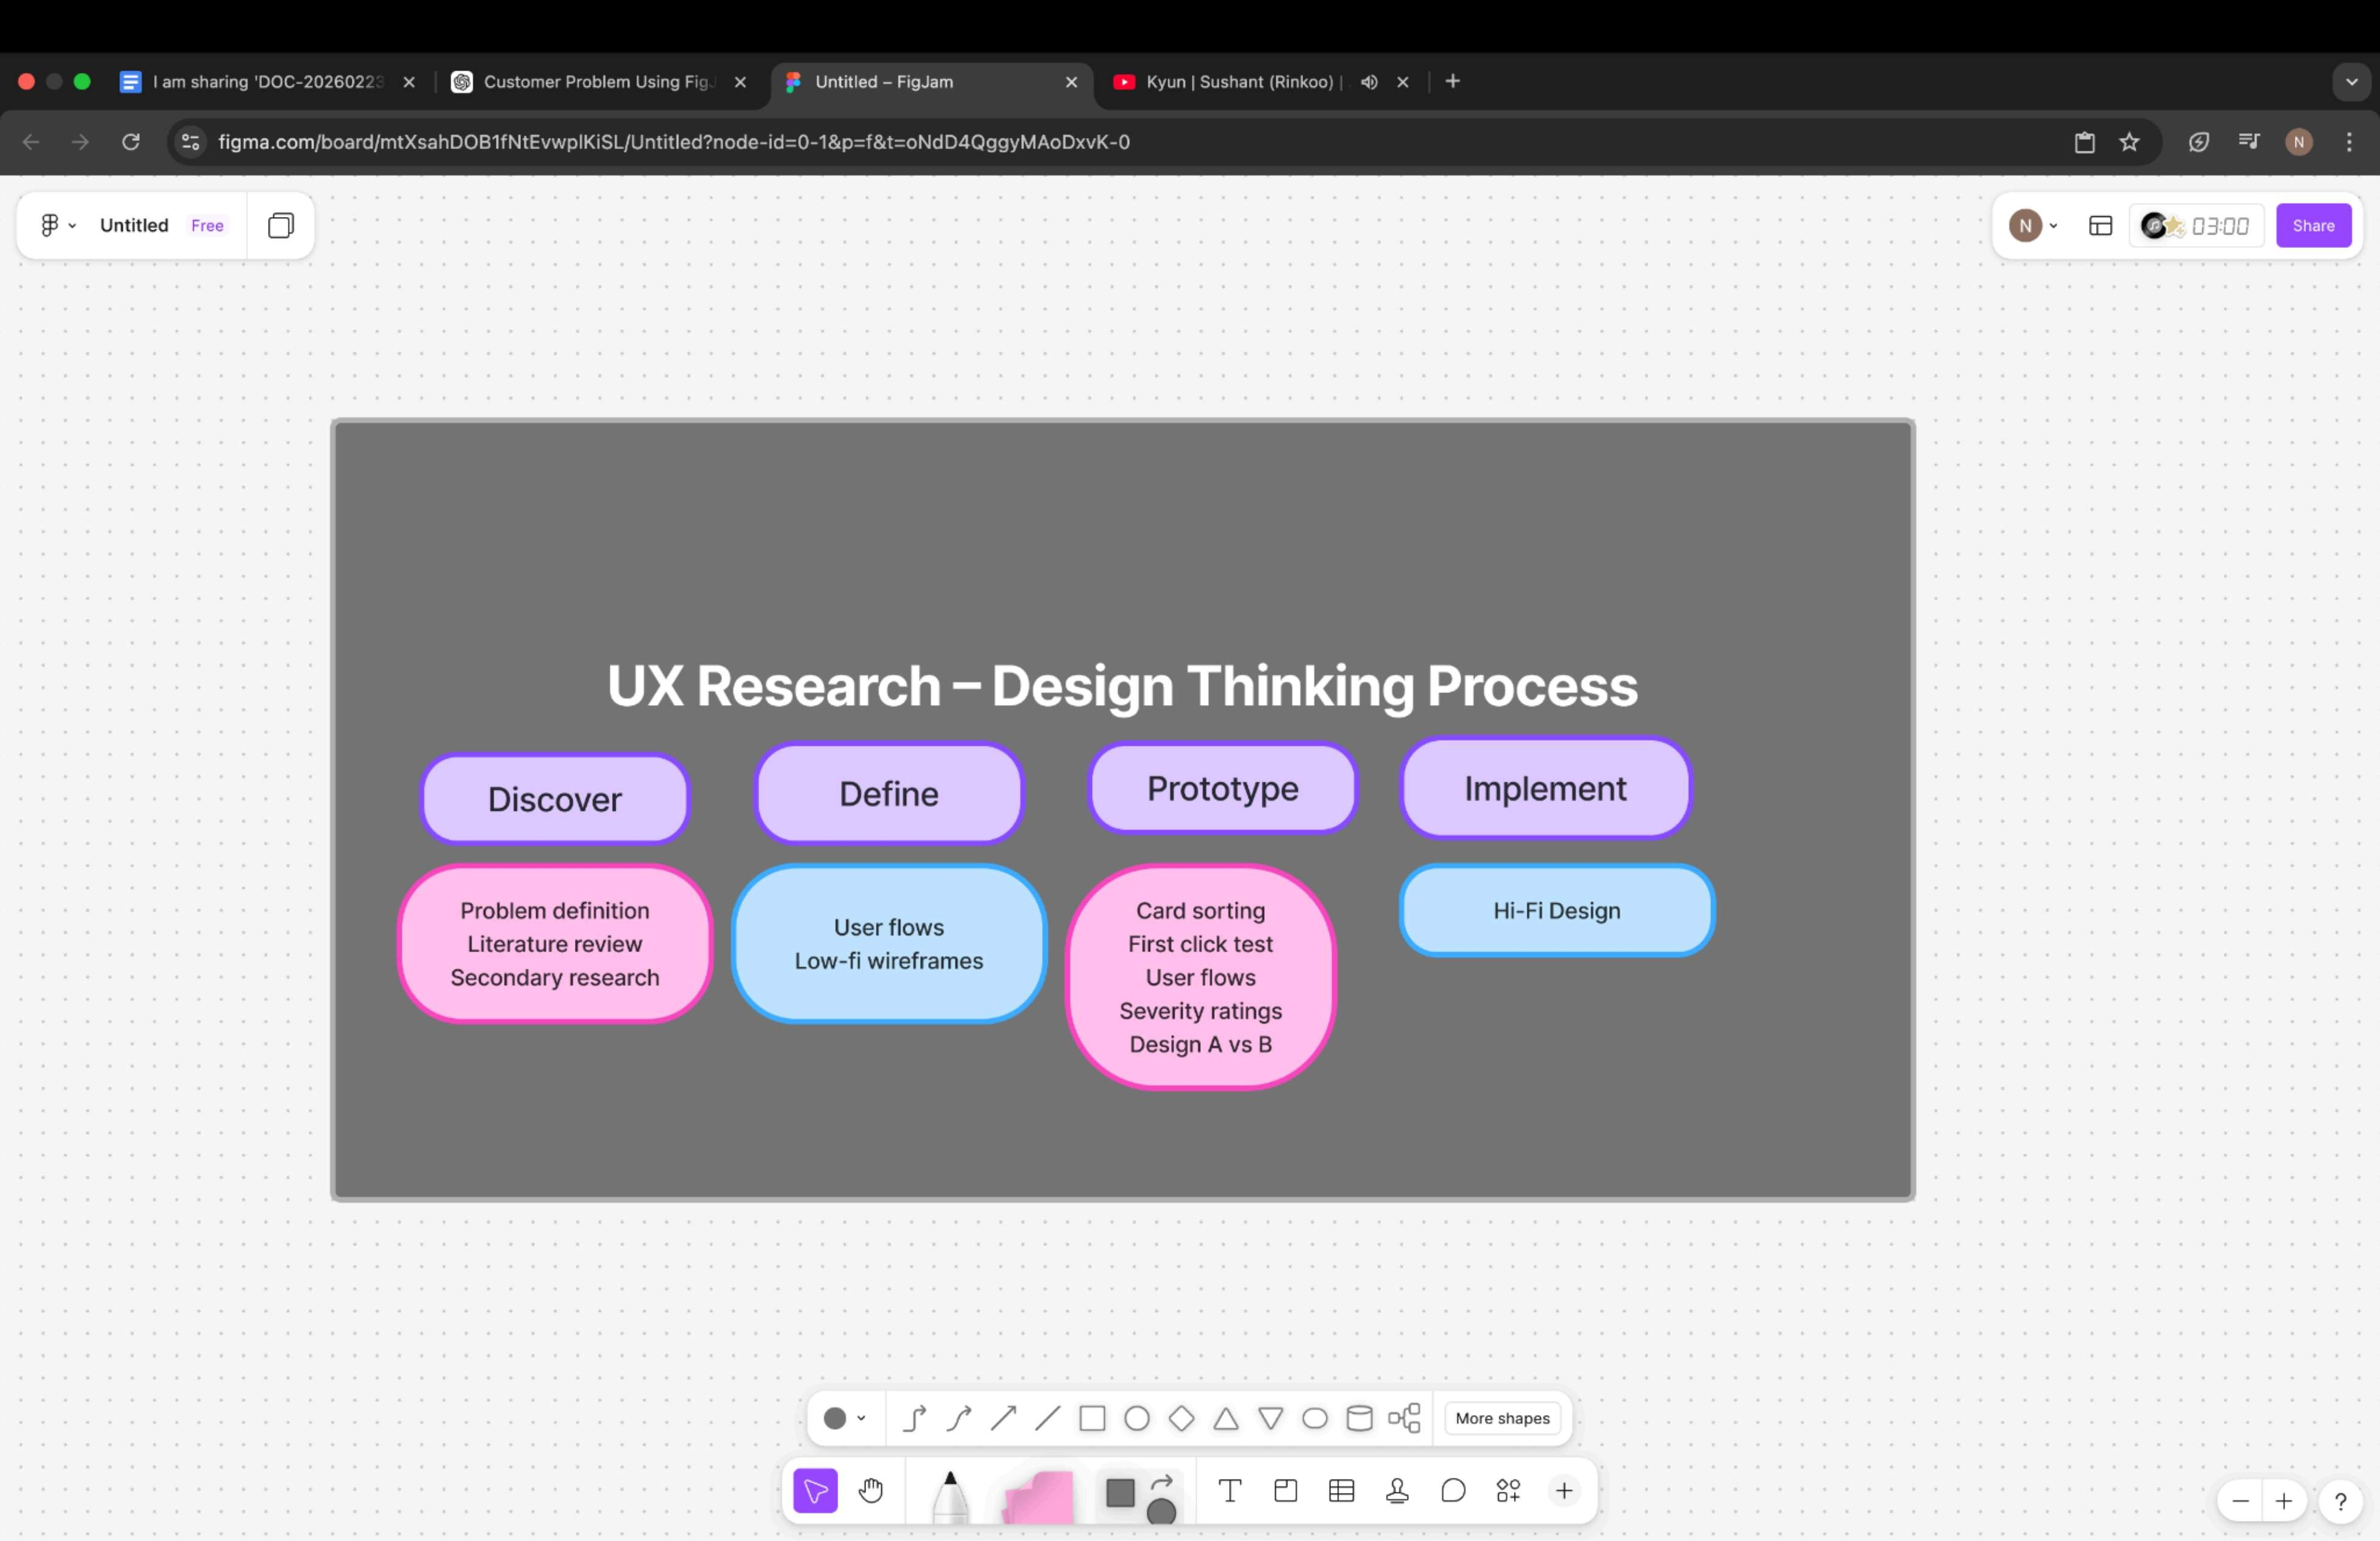 I am sharing 'DOC-20260223
Customer Problem Using FigJ
Untitled – FigJam
Kyun | Sushant (Rinkoo) |
figma.com/board/mtXsahDOB1fNtEvwpIKiSL/Untitled?node-id=0-1&p=f&t=oNdD4QggyMAoDxvK-0
N
Untitled
Free
N
03:00
Share
UX Research – Design Thinking Process
Discover
Define
Prototype
Implement
Problem definition
Literature review
Secondary research
User flows
Low-fi wireframes
Card sorting
First click test
User flows
Severity ratings
Design A vs B
Hi-Fi Design
More shapes
T
?